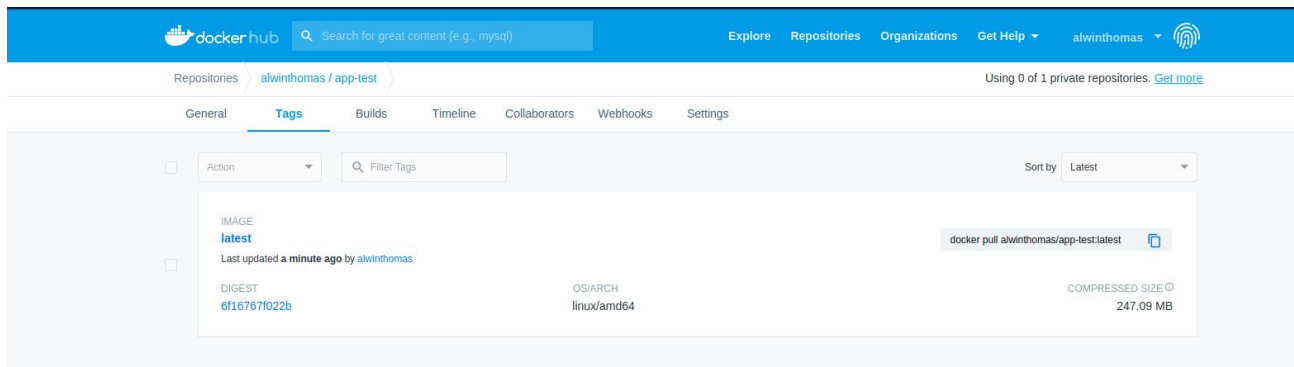 dockerhub Search for great content (e.g., mysql) Explore Repositories Organizations Get Help alwinthomas
Repositories alwinthomas / app-test Using 0 of 1 private repositories. Get more
General Tags Builds Timeline Collaborators Webhooks Settings
Action Filter Tags Sort by Latest
IMAGE
latest
docker pull alwinthomas/app-test:latest
Last updated a minute ago by alwinthomas
DIGEST OS/ARCH COMPRESSED SIZE
6f16767f022b linux/amd64 247.09 MB